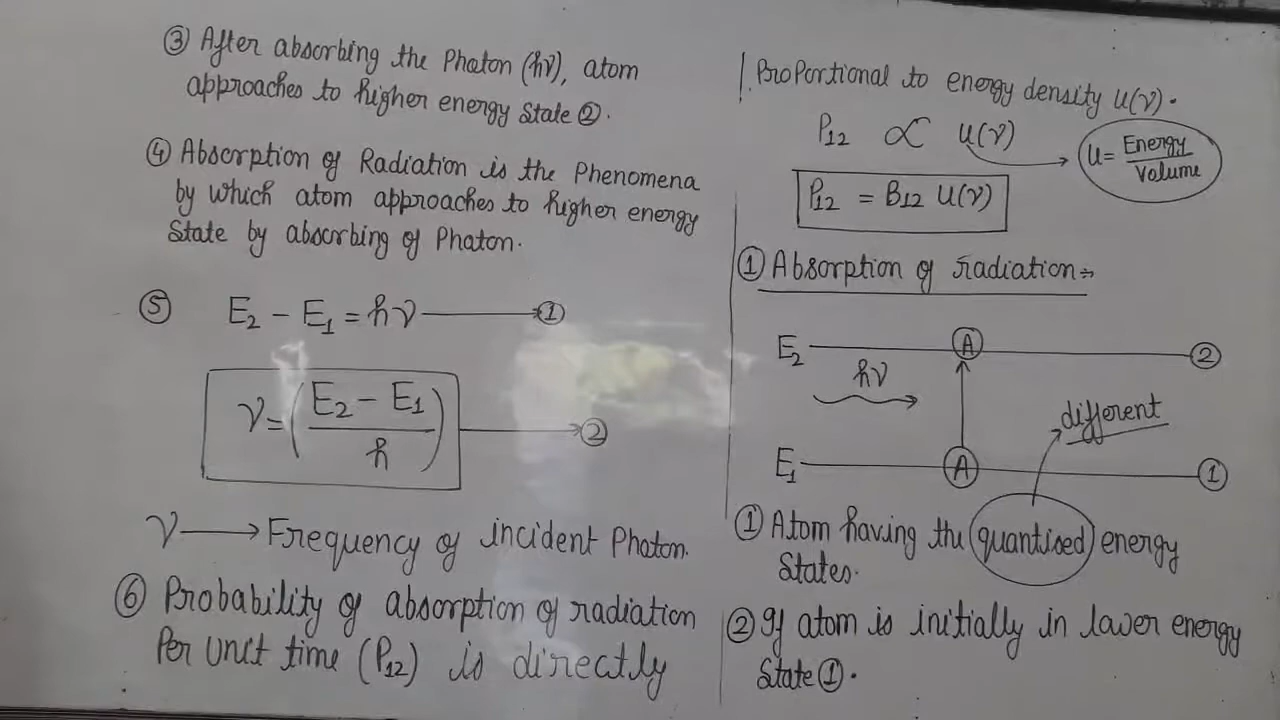 ③ After absorbing the Photon (hν), atom
approaches to higher energy State ②.
④ Absorption of Radiation is the Phenomena
by which atom approaches to higher energy
State by absorbing of Photon.
⑤ E₂ - E₁ = hν ⟶ ①
ν = (E₂ - E₁ / h) ⟶ ②
ν ⟶ Frequency of incident Photon.
⑥ Probability of absorption of radiation
Per unit time (P₁₂) is directly
Proportional to energy density u(ν).
P₁₂ ∝ u(ν) ⟶ u = Energy / Volume
P₁₂ = B₁₂ u(ν)
① Absorption of radiation:-
E₂ A ②
hν
different
E₁ A ①
① Atom having the quantised energy
States.
② If atom is initially in lower energy
State ①.